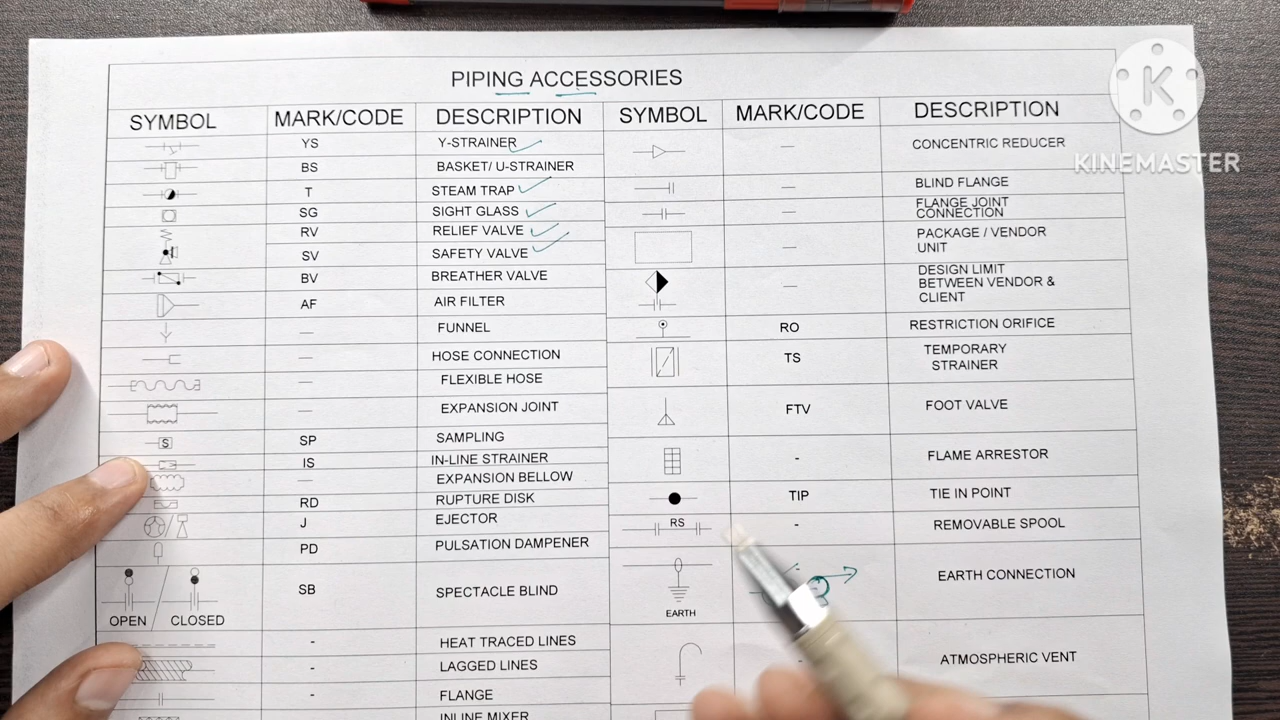 PIPING ACCESSORIES
K
KINEMASTER
SYMBOL MARK/CODE DESCRIPTION
YS Y-STRAINER
BS BASKET/ U-STRAINER
T STEAM TRAP
SG SIGHT GLASS
RV RELIEF VALVE
SV SAFETY VALVE
BV BREATHER VALVE
AF AIR FILTER
— FUNNEL
— HOSE CONNECTION
— FLEXIBLE HOSE
— EXPANSION JOINT
S SP SAMPLING
IS IN-LINE STRAINER
— EXPANSION BELLOW
RD RUPTURE DISK
J EJECTOR
PD PULSATION DAMPENER
OPEN / CLOSED SB SPECTACLE BLIND
- HEAT TRACED LINES
- LAGGED LINES
- FLANGE
INLINE MIXER
SYMBOL MARK/CODE DESCRIPTION
— CONCENTRIC REDUCER
— BLIND FLANGE
— FLANGE JOINT
CONNECTION
— PACKAGE / VENDOR
UNIT
— DESIGN LIMIT
BETWEEN VENDOR &
CLIENT
RO RESTRICTION ORIFICE
TS TEMPORARY
STRAINER
FTV FOOT VALVE
- FLAME ARRESTOR
TIP TIE IN POINT
RS - REMOVABLE SPOOL
EARTH EARTH CONNECTION
ATMOSPHERIC VENT